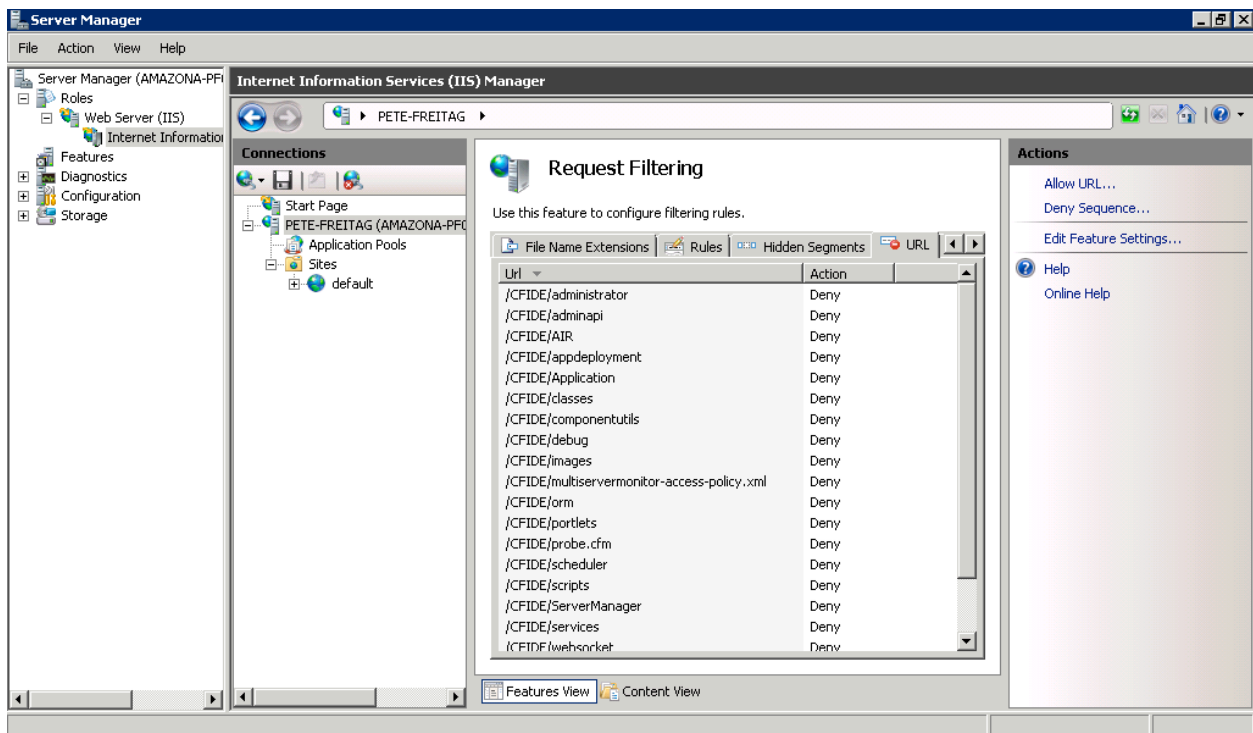 Server Manager
File Action View Help
Server Manager (AMAZONA-PF
Roles
Web Server (IIS)
Internet Informatio
Features
Diagnostics
Configuration
Storage
Internet Information Services (IIS) Manager
PETE-FREITAG
Connections
Start Page
PETE-FREITAG (AMAZONA-PF
Application Pools
Sites
default
Request Filtering
Use this feature to configure filtering rules.
File Name Extensions Rules Hidden Segments URL
Url Action
/CFIDE/administrator Deny
/CFIDE/adminapi Deny
/CFIDE/AIR Deny
/CFIDE/appdeployment Deny
/CFIDE/Application Deny
/CFIDE/classes Deny
/CFIDE/componentutils Deny
/CFIDE/debug Deny
/CFIDE/images Deny
/CFIDE/multiservermonitor-access-policy.xml Deny
/CFIDE/orm Deny
/CFIDE/portlets Deny
/CFIDE/probe.cfm Deny
/CFIDE/scheduler Deny
/CFIDE/scripts Deny
/CFIDE/ServerManager Deny
/CFIDE/services Deny
/CFIDE/websocket Deny
Features View Content View
Actions
Allow URL...
Deny Sequence...
Edit Feature Settings...
Help
Online Help